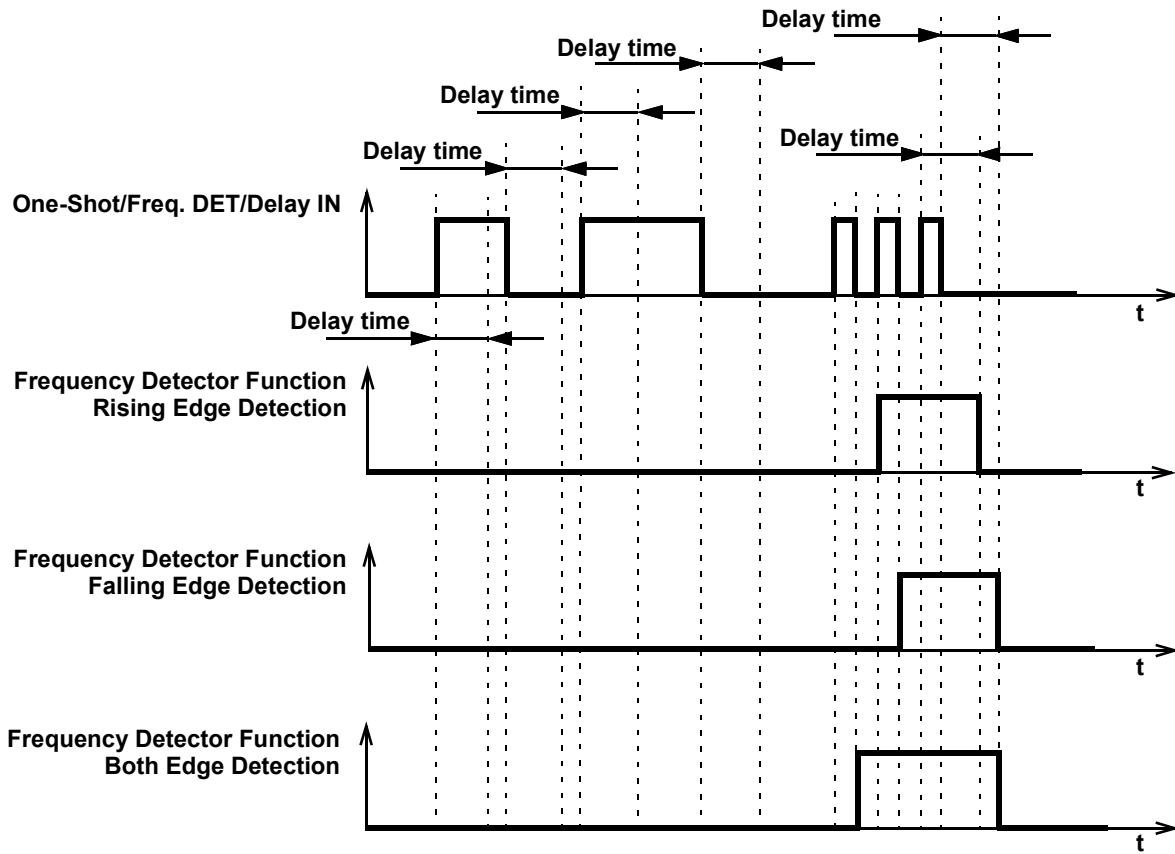 Delay time
Delay time
Delay time
Delay time
Delay time
One-Shot/Freq. DET/Delay IN
t
Delay time
Frequency Detector Function
Rising Edge Detection
t
Frequency Detector Function
Falling Edge Detection
t
Frequency Detector Function
Both Edge Detection
t